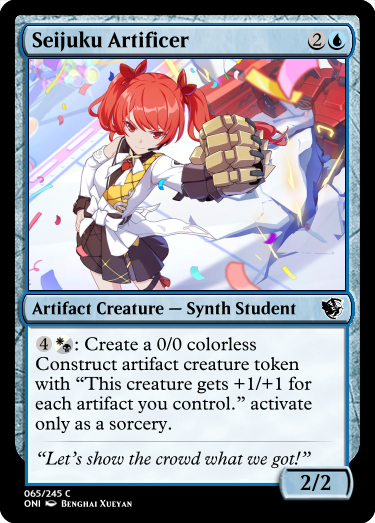 Seijuku Artificer 2
Artifact Creature — Synth Student
4 : Create a 0/0 colorless
Construct artifact creature token
with “This creature gets +1/+1 for
each artifact you control.” activate
only as a sorcery.
“Let’s show the crowd what we got!”
2/2
065/245 C
ONI Benghai Xueyan